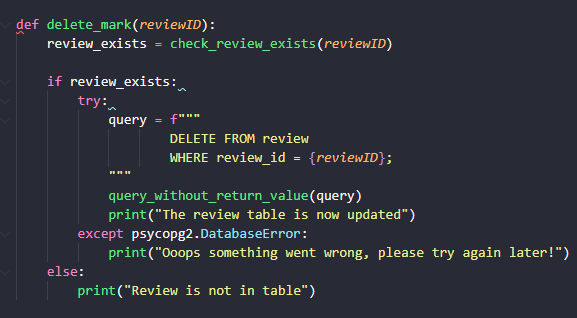 def delete_mark(reviewID):
    review_exists = check_review_exists(reviewID)

    if review_exists:
        try:
            query = f"""
                    DELETE FROM review
                    WHERE review_id = {reviewID};
            """
            query_without_return_value(query)
            print("The review table is now updated")
        except psycopg2.DatabaseError:
            print("Ooops something went wrong, please try again later!")
    else:
        print("Review is not in table")